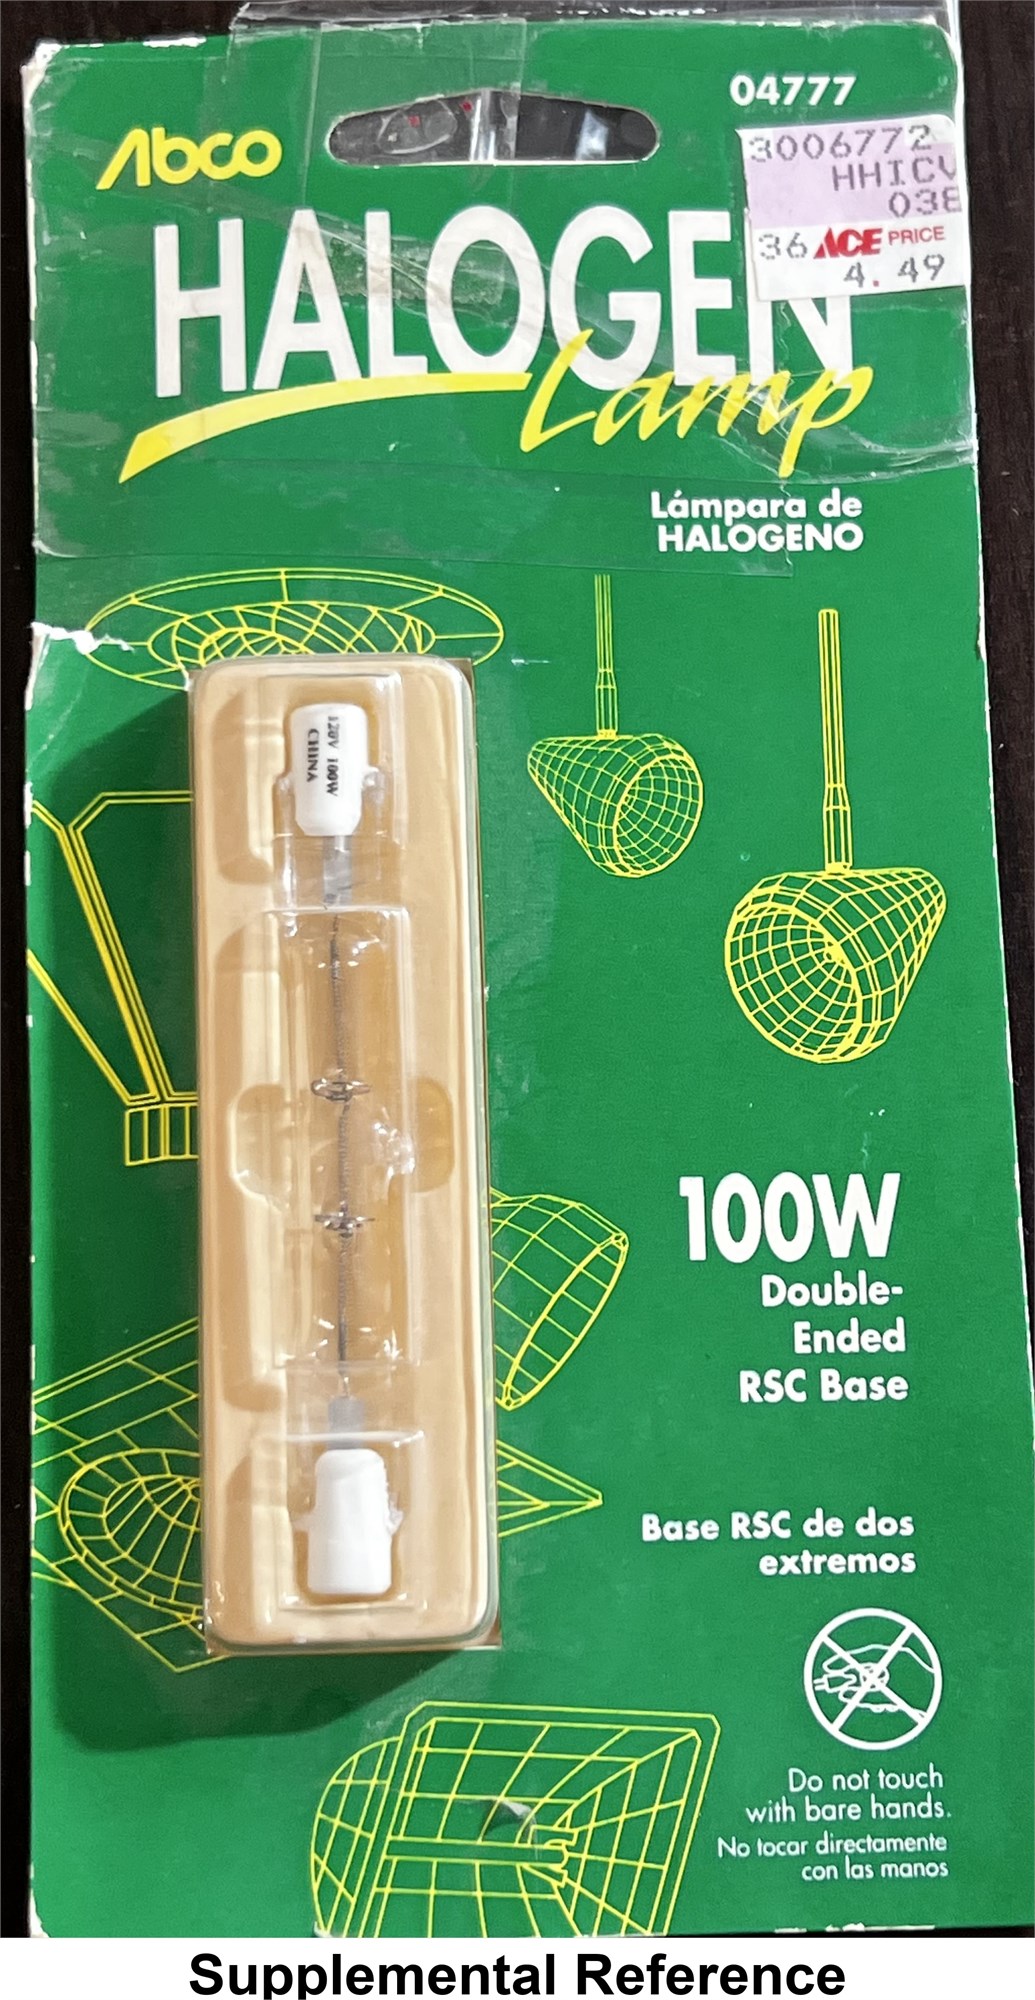 04777
Abco
3006772
HHICV
36 ACE PRICE
4.49
HALOGEN
Lamp
Lámpara de
HALOGENO
120V 100W
CHINA
100W
Double-
Ended
RSC Base
Base RSC de dos
extremos
Do not touch
with bare hands.
No tocar directamente
con las manos
Supplemental Reference